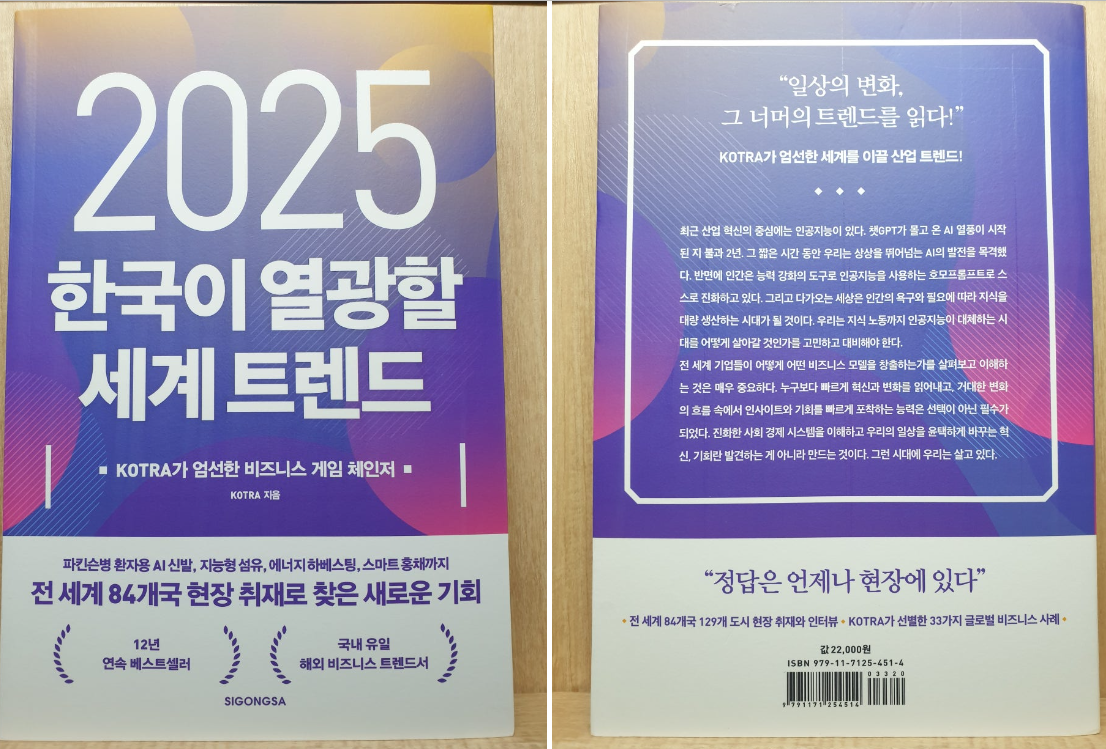 2025
한국이 열광할
세계 트렌드
KOTRA가 엄선한 비즈니스 게임 체인저
KOTRA 지음
파킨슨병 환자용 AI 신발, 지능형 섬유, 에너지 하베스팅, 스마트 홍채까지
전 세계 84개국 현장 취재로 찾은 새로운 기회
12년
연속 베스트셀러
국내 유일
해외 비즈니스 트렌드서
SIGONGSA
“일상의 변화,
그 너머의 트렌드를 읽다!”
KOTRA가 엄선한 세계를 이끌 산업 트렌드!
최근 산업 혁신의 중심에는 인공지능이 있다. 챗GPT가 몰고 온 AI 열풍이 시작
된 지 불과 2년. 그 짧은 시간 동안 우리는 상상을 뛰어넘는 AI의 발전을 목격했
다. 반면에 인간은 능력 강화의 도구로 인공지능을 사용하는 호모프롬프트로 스
스로 진화하고 있다. 그리고 다가오는 세상은 인간의 욕구와 필요에 따라 지식을
대량 생산하는 시대가 될 것이다. 우리는 지식 노동까지 인공지능이 대체하는 시
대를 어떻게 살아갈 것인가를 고민하고 대비해야 한다.
전 세계 기업들이 어떻게 어떤 비즈니스 모델을 창출하는가를 살펴보고 이해하
는 것은 매우 중요하다. 누구보다 빠르게 혁신과 변화를 읽어내고, 거대한 변화
의 흐름 속에서 인사이트와 기회를 빠르게 포착하는 능력은 선택이 아닌 필수가
되었다. 진화한 사회 경제 시스템을 이해하고 우리의 일상을 윤택하게 바꾸는 혁
신, 기회란 발견하는 게 아니라 만드는 것이다. 그런 시대에 우리는 살고 있다.
“정답은 언제나 현장에 있다”
전 세계 84개국 129개 도시 현장 취재와 인터뷰 • KOTRA가 선별한 33가지 글로벌 비즈니스 사례
값 22,000원
ISBN 979-11-7125-451-4
03320
9 791171 254514